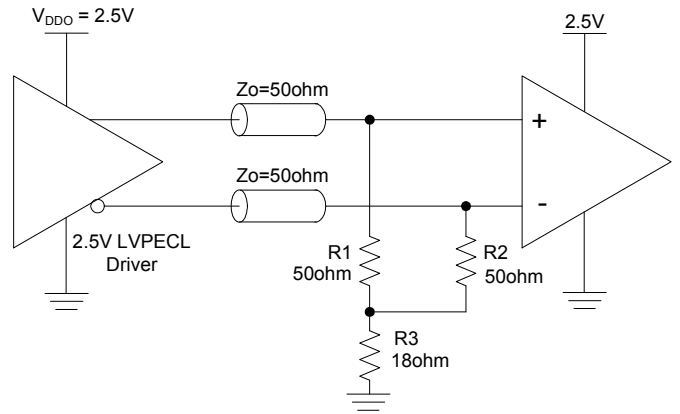 V_DDO = 2.5V
2.5V
Zo=50ohm
+
Zo=50ohm
-
2.5V LVPECL
Driver
R1
50ohm
R2
50ohm
R3
18ohm